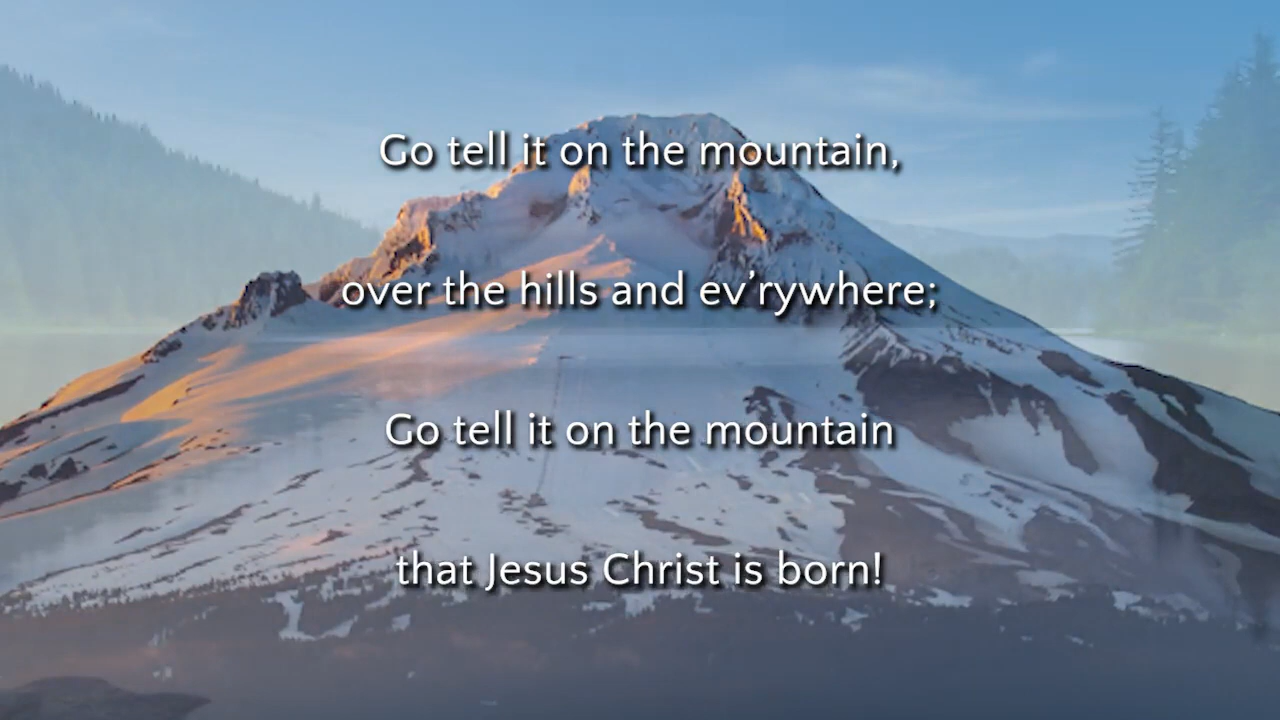 Go tell it on the mountain,
over the hills and ev’rywhere;
Go tell it on the mountain
that Jesus Christ is born!